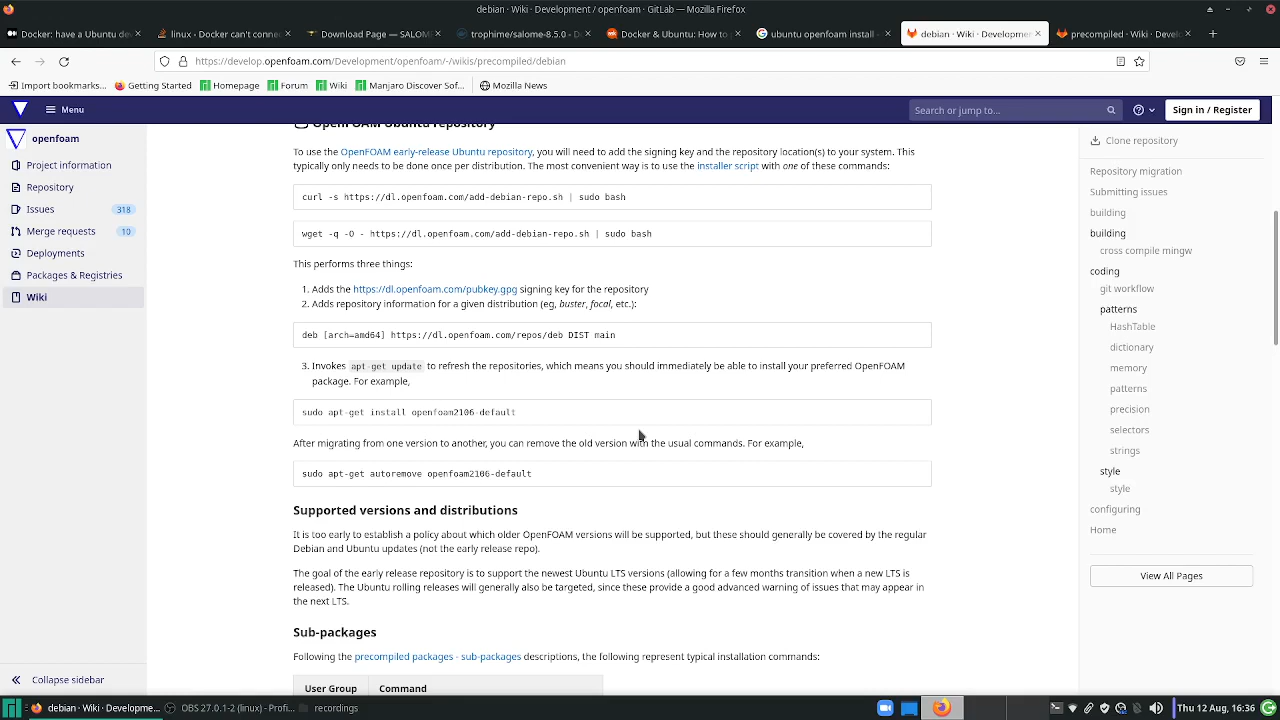 debian · Wiki · Development / openfoam · GitLab — Mozilla Firefox
Docker: have a Ubuntu de
linux - Docker can't conne
Download Page — SALOM
trophime/salome-8.5.0 - D
Docker & Ubuntu: How to
ubuntu openfoam install -
debian · Wiki · Developmen
precompiled · Wiki · Devel
https://develop.openfoam.com/Development/openfoam/-/wikis/precompiled/debian
Import bookmarks...
Getting Started
Homepage
Forum
Wiki
Manjaro Discover Sof...
Mozilla News
Menu
Search or jump to...
Sign in / Register
openfoam
Project information
Repository
Issues 318
Merge requests 10
Deployments
Packages & Registries
Wiki
Collapse sidebar
OpenFOAM Ubuntu repository
To use the OpenFOAM early-release Ubuntu repository, you will need to add the signing key and the repository location(s) to your system. This
typically only needs to be done once per distribution. The most convenient way is to use the installer script with one of these commands:
curl -s https://dl.openfoam.com/add-debian-repo.sh | sudo bash
wget -q -O - https://dl.openfoam.com/add-debian-repo.sh | sudo bash
This performs three things:
1. Adds the https://dl.openfoam.com/pubkey.gpg signing key for the repository
2. Adds repository information for a given distribution (eg, buster, focal, etc.):
deb [arch=amd64] https://dl.openfoam.com/repos/deb DIST main
3. Invokes apt-get update to refresh the repositories, which means you should immediately be able to install your preferred OpenFOAM
package. For example,
sudo apt-get install openfoam2106-default
After migrating from one version to another, you can remove the old version with the usual commands. For example,
sudo apt-get autoremove openfoam2106-default
Supported versions and distributions
It is too early to establish a policy about which older OpenFOAM versions will be supported, but these should generally be covered by the regular
Debian and Ubuntu updates (not the early release repo).
The goal of the early release repository is to support the newest Ubuntu LTS versions (allowing for a few months transition when a new LTS is
released). The Ubuntu rolling releases will generally also be targeted, since these provide a good advanced warning of issues that may appear in
the next LTS.
Sub-packages
Following the precompiled packages - sub-packages descriptions, the following represent typical installation commands:
User Group Command
Clone repository
Repository migration
Submitting issues
building
building
cross compile mingw
coding
git workflow
patterns
HashTable
dictionary
memory
patterns
precision
selectors
strings
style
style
configuring
Home
View All Pages
debian · Wiki · Developme...
OBS 27.0.1-2 (linux) - Profi...
recordings
Thu 12 Aug, 16:36